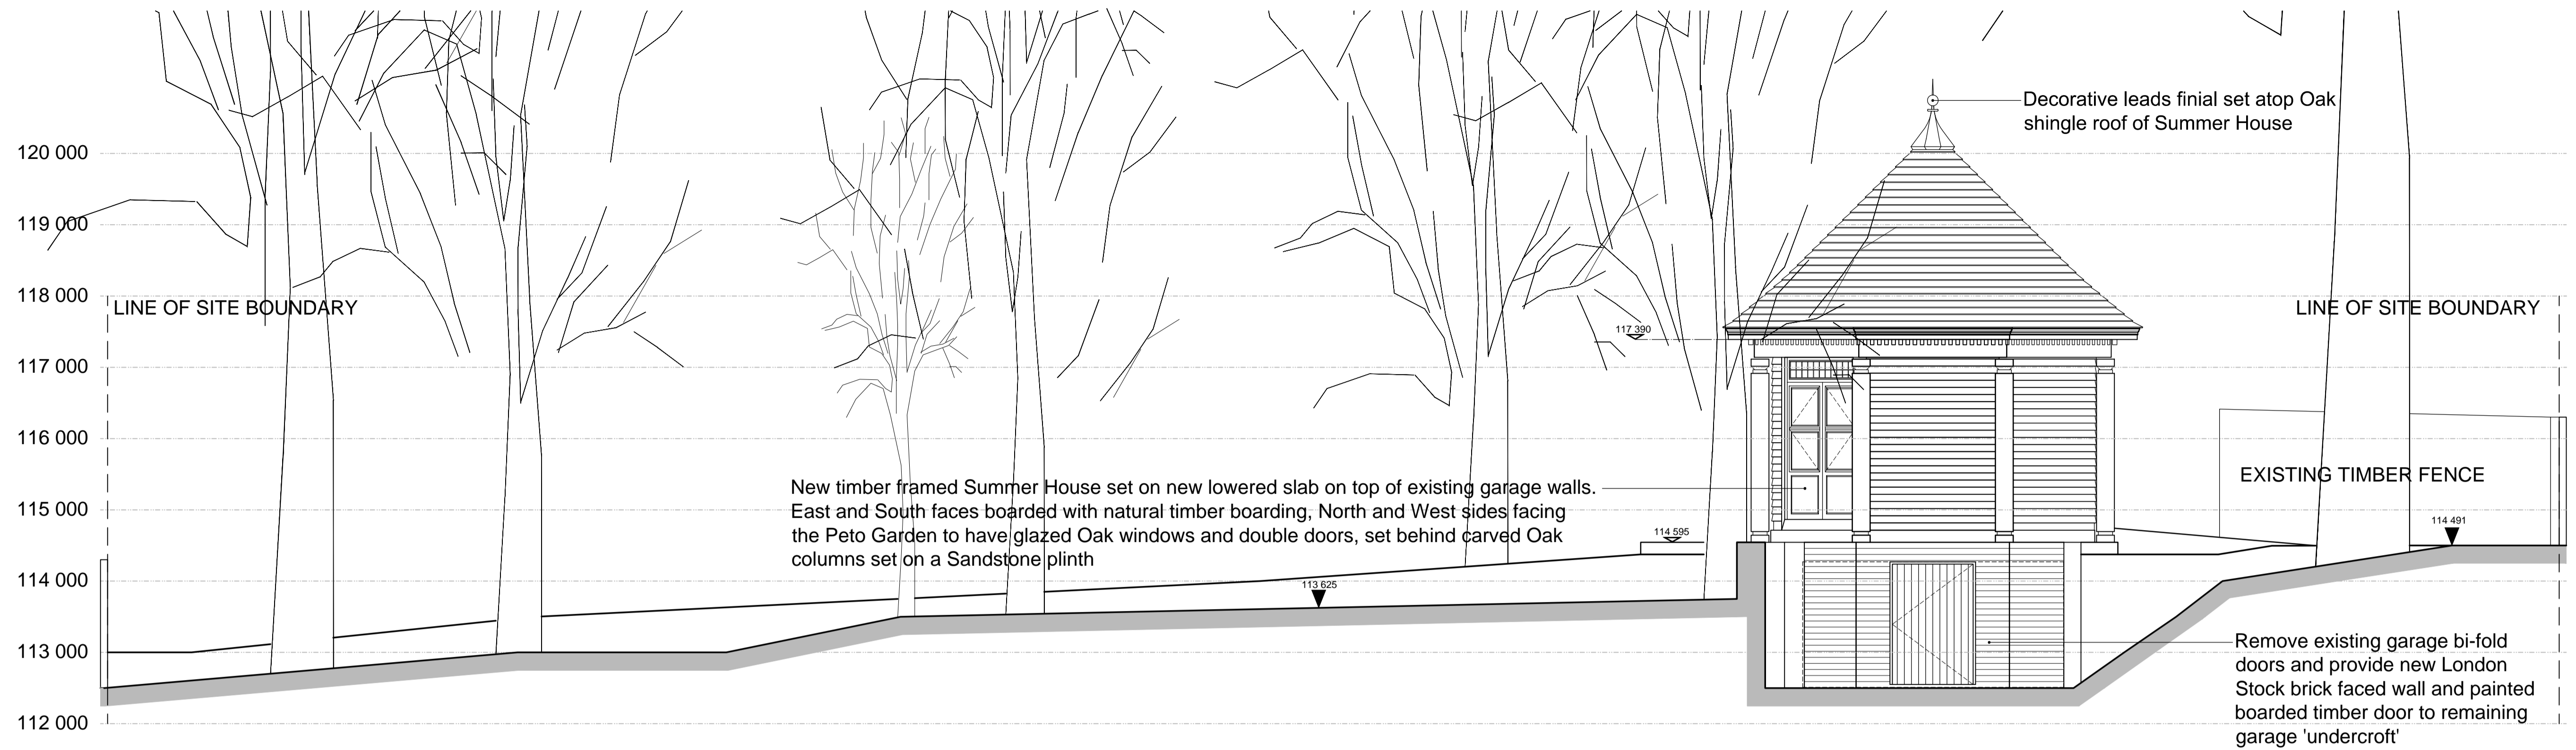 Decorative leads finial set atop Oak
shingle roof of Summer House
120 000
119 000
118 000
LINE OF SITE BOUNDARY
LINE OF SITE BOUNDARY
117 390
117 000
116 000
EXISTING TIMBER FENCE
New timber framed Summer House set on new lowered slab on top of existing garage walls.
East and South faces boarded with natural timber boarding, North and West sides facing
the Peto Garden to have glazed Oak windows and double doors, set behind carved Oak
columns set on a Sandstone plinth
115 000
114 491
114 595
114 000
113 625
113 000
Remove existing garage bi-fold
doors and provide new London
Stock brick faced wall and painted
boarded timber door to remaining
garage 'undercroft'
112 000